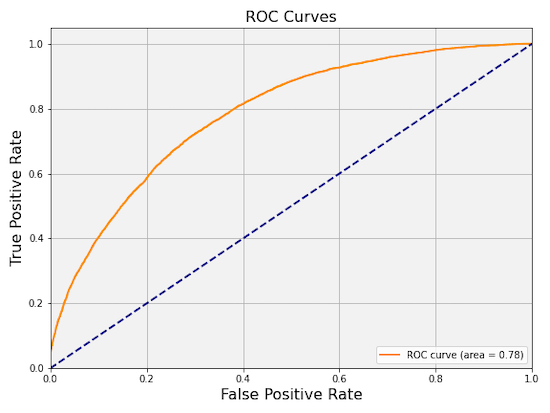 ROC Curves
True Positive Rate
1.0
0.8
0.6
0.4
0.2
0.0
ROC curve (area = 0.78)
0.0 0.2 0.4 0.6 0.8 1.0
False Positive Rate